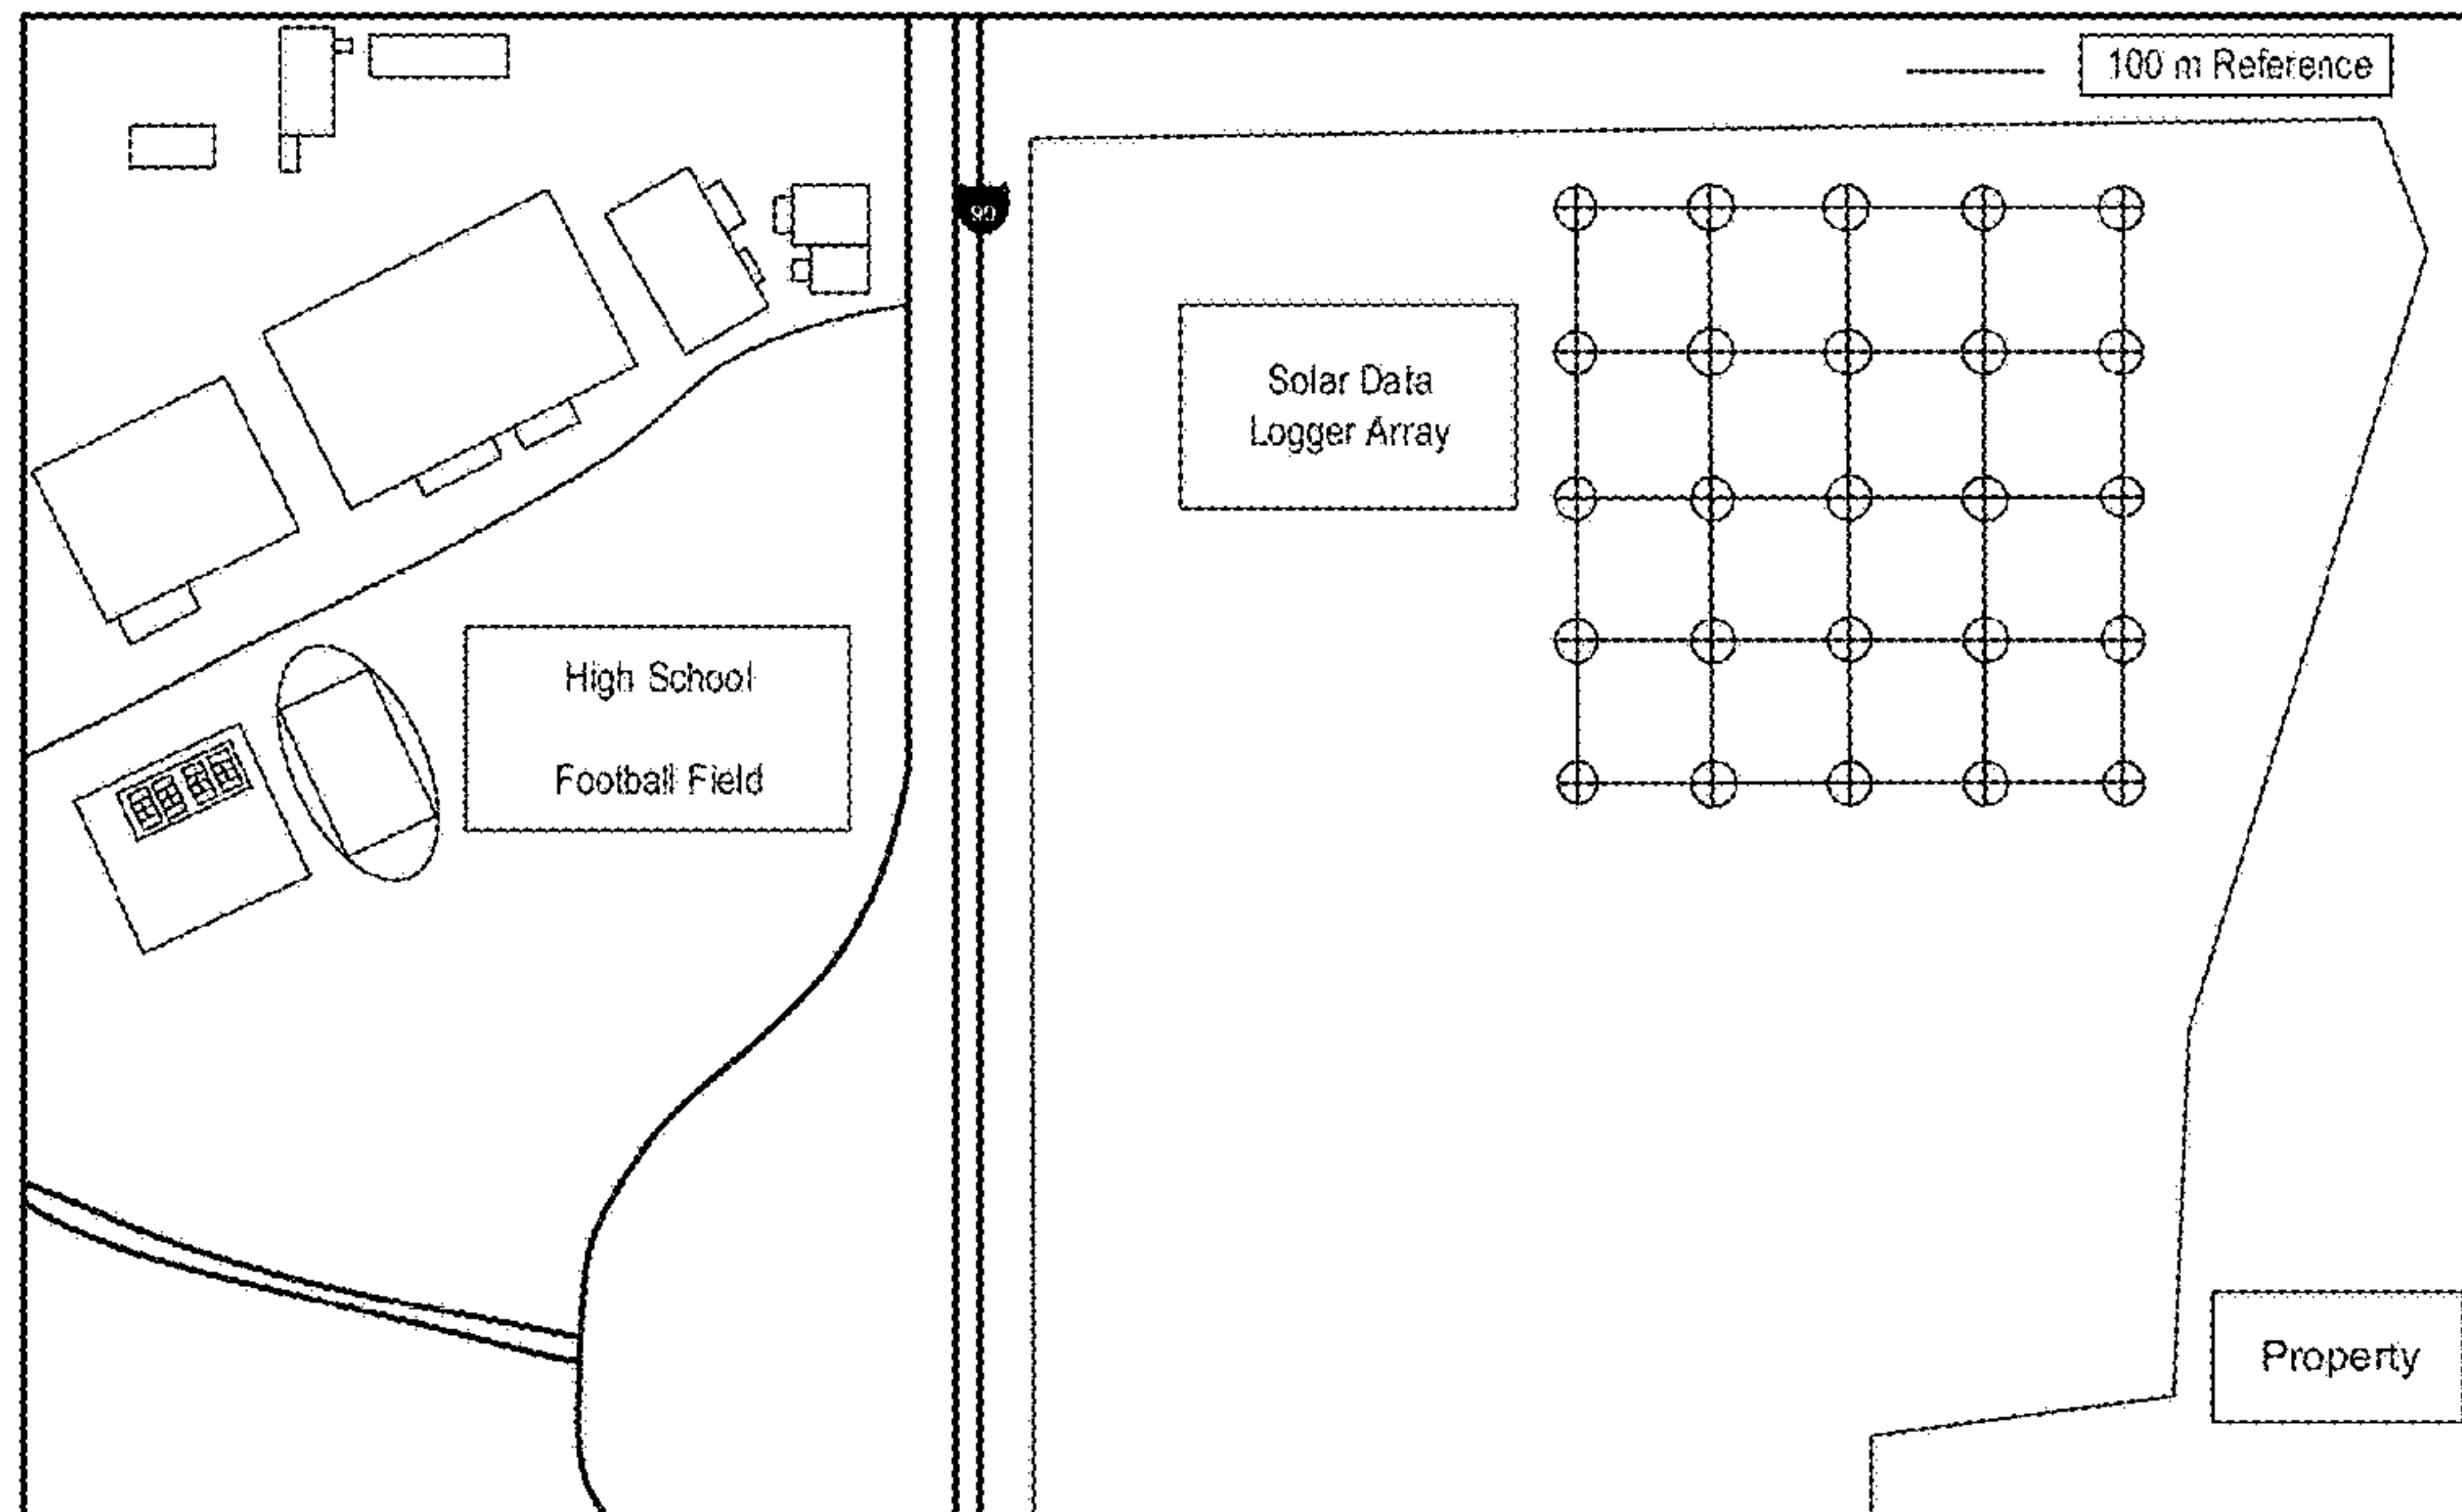 100 m Reference
90
Solar Data
Logger Array
High School
Football Field
Property